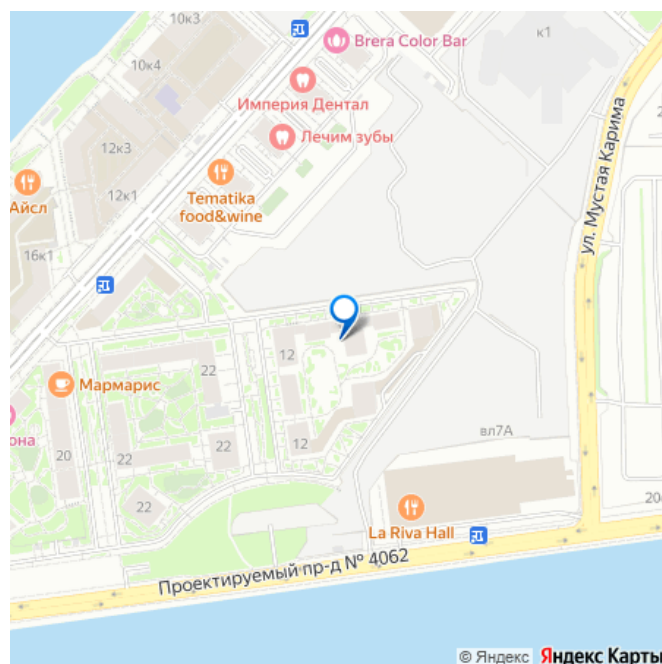 10к3
к1
Brera Color Bar
10к4
Империя Дентал
ул. Мустая Карима
12к3
Лечим зубы
Айсл
12к1
Tematika
food&wine
16к1
12
22
Мармарис
она
20
22
22
12
вл7А
22
La Riva Hall
Проектируемый пр-д № 4062
© Яндекс
Яндекс Карты